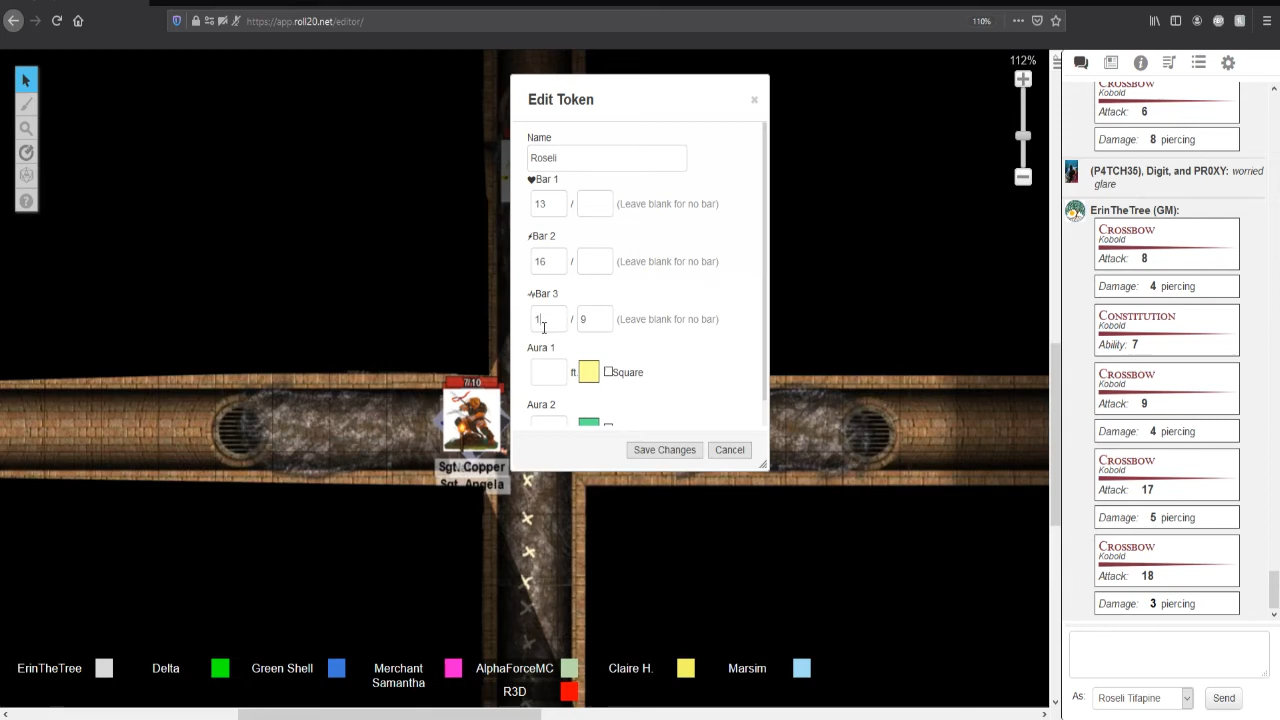 https://app.roll20.net/editor/
110%
112%
Edit Token
×
Name
Roseli
Bar 1
13 / (Leave blank for no bar)
Bar 2
16 / (Leave blank for no bar)
Bar 3
1 / 9 (Leave blank for no bar)
Aura 1
ft. Square
Aura 2
Save Changes
Cancel
7/10
Sgt. Copper
Sgt. Angela
ErinTheTree
Delta
Green Shell
Merchant
Samantha
AlphaForceMC
R3D
Claire H.
Marsim
CROSSBOW
Kobold
Attack: 6
Damage: 8 piercing
(P4TCH35), Digit, and PR0XY: worried
glare
ErinTheTree (GM):
CROSSBOW
Kobold
Attack: 8
Damage: 4 piercing
CONSTITUTION
Kobold
Ability: 7
CROSSBOW
Kobold
Attack: 9
Damage: 4 piercing
CROSSBOW
Kobold
Attack: 17
Damage: 5 piercing
CROSSBOW
Kobold
Attack: 18
Damage: 3 piercing
As: Roseli Tifapine
Send